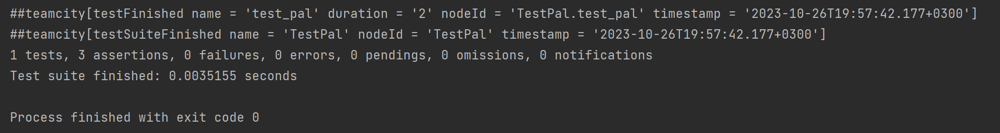 ##teamcity[testFinished name = 'test_pal' duration = '2' nodeId = 'TestPal.test_pal' timestamp = '2023-10-26T19:57:42.177+0300']
##teamcity[testSuiteFinished name = 'TestPal' nodeId = 'TestPal' timestamp = '2023-10-26T19:57:42.177+0300']
1 tests, 3 assertions, 0 failures, 0 errors, 0 pendings, 0 omissions, 0 notifications
Test suite finished: 0.0035155 seconds
Process finished with exit code 0